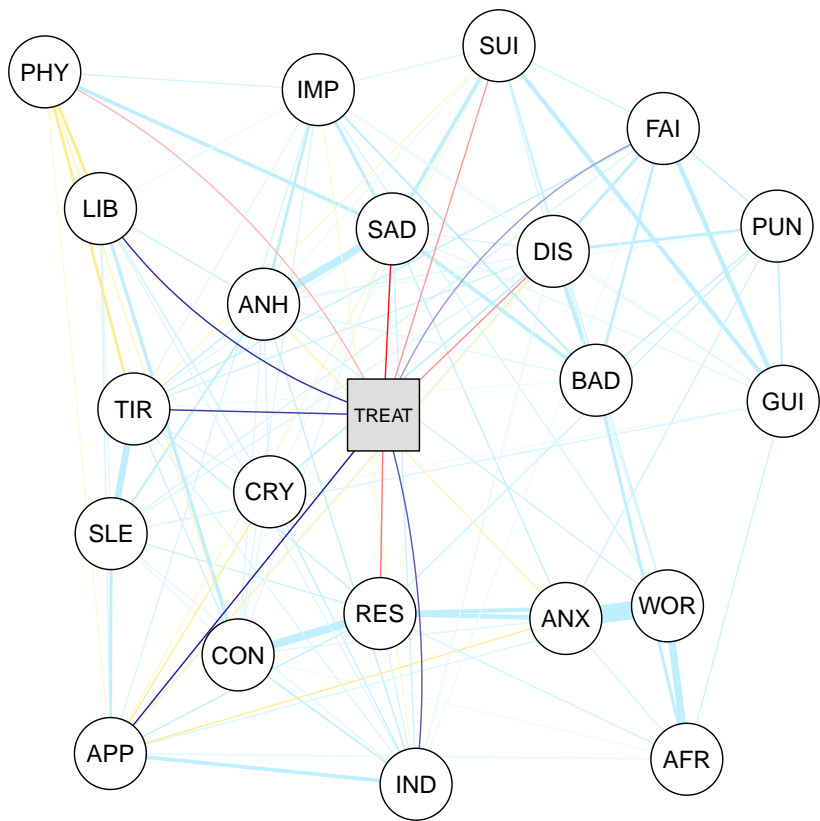 SUI
PHY
IMP
FAI
LIB
SAD
PUN
DIS
ANH
BAD
GUI
TIR
TREAT
CRY
SLE
WOR
RES
ANX
CON
APP
AFR
IND